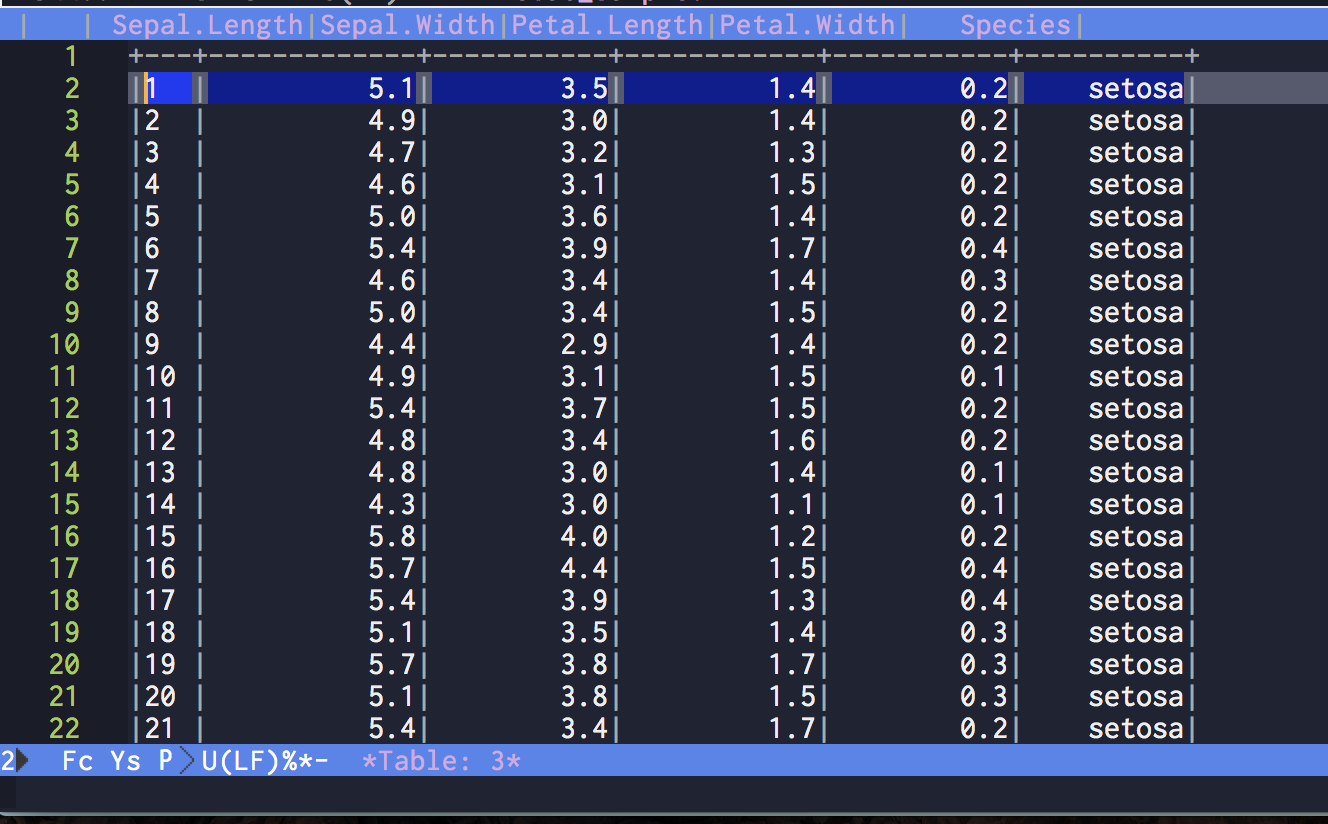 | | Sepal.Length|Sepal.Width|Petal.Length|Petal.Width| Species|
1 +---+-------------+-----------+------------+-----------+----------+
2 |1 | 5.1| 3.5| 1.4| 0.2| setosa|
3 |2 | 4.9| 3.0| 1.4| 0.2| setosa|
4 |3 | 4.7| 3.2| 1.3| 0.2| setosa|
5 |4 | 4.6| 3.1| 1.5| 0.2| setosa|
6 |5 | 5.0| 3.6| 1.4| 0.2| setosa|
7 |6 | 5.4| 3.9| 1.7| 0.4| setosa|
8 |7 | 4.6| 3.4| 1.4| 0.3| setosa|
9 |8 | 5.0| 3.4| 1.5| 0.2| setosa|
10 |9 | 4.4| 2.9| 1.4| 0.2| setosa|
11 |10 | 4.9| 3.1| 1.5| 0.1| setosa|
12 |11 | 5.4| 3.7| 1.5| 0.2| setosa|
13 |12 | 4.8| 3.4| 1.6| 0.2| setosa|
14 |13 | 4.8| 3.0| 1.4| 0.1| setosa|
15 |14 | 4.3| 3.0| 1.1| 0.1| setosa|
16 |15 | 5.8| 4.0| 1.2| 0.2| setosa|
17 |16 | 5.7| 4.4| 1.5| 0.4| setosa|
18 |17 | 5.4| 3.9| 1.3| 0.4| setosa|
19 |18 | 5.1| 3.5| 1.4| 0.3| setosa|
20 |19 | 5.7| 3.8| 1.7| 0.3| setosa|
21 |20 | 5.1| 3.8| 1.5| 0.3| setosa|
22 |21 | 5.4| 3.4| 1.7| 0.2| setosa|
2 Fc Ys P U(LF)%*- *Table: 3*